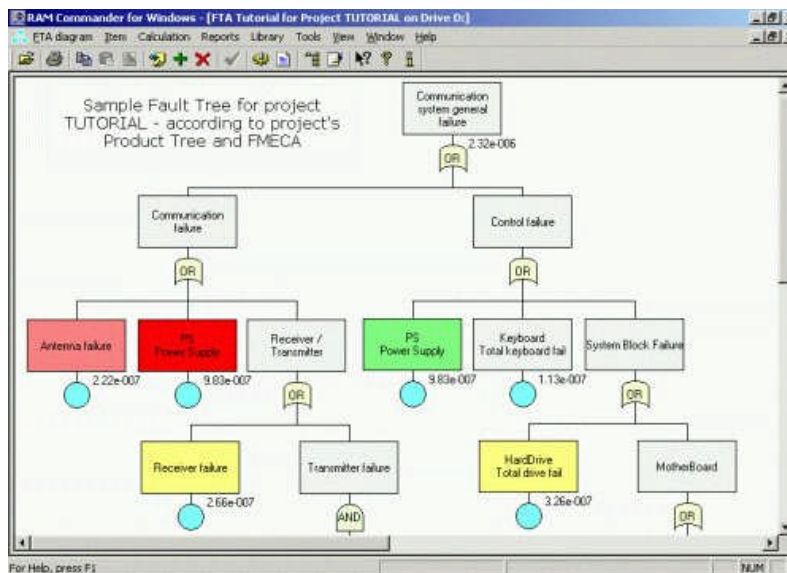 RAM Commander for Windows - [FTA Tutorial for Project TUTORIAL on Drive D:]
FTA diagram Item Calculation Reports Library Tools View Window Help
Sample Fault Tree for project
TUTORIAL - according to project's
Product Tree and FMECA
Communication
system general
failure
OR
2.32e-006
Communication
failure
OR
Control failure
OR
Antenna failure
2.22e-007
PS
Power Supply
9.83e-007
Receiver /
Transmitter
OR
PS
Power Supply
9.83e-007
Keyboard
Total keyboard fail
1.13e-007
System Block Failure
OR
Receiver failure
2.66e-007
Transmitter failure
AND
HardDrive
Total drive fail
3.26e-007
MotherBoard
OR
For Help, press F1
NUM